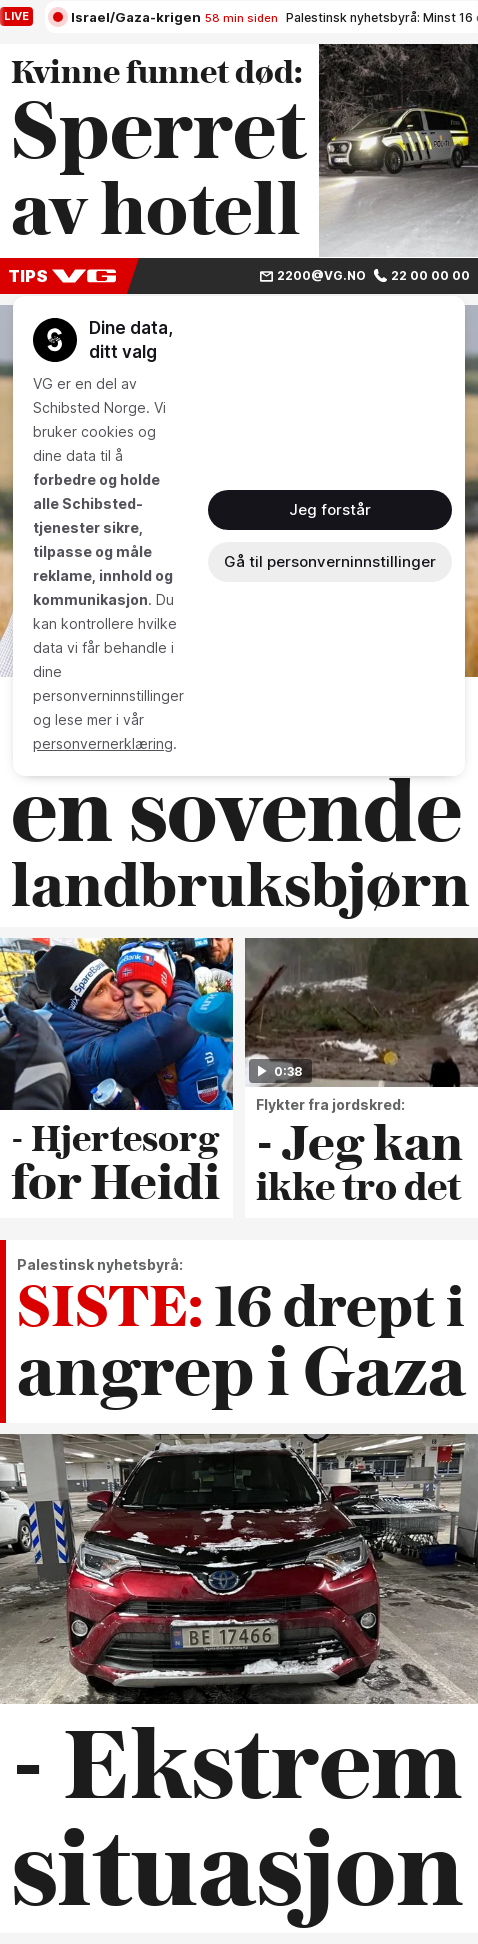 LIVE
Israel/Gaza-krigen 58 min siden Palestinsk nyhetsbyrå: Minst 16
Kvinne funnet død:
Sperret
av hotell
POLITI
TIPS VG
2200@VG.NO 22 00 00 00
Dine data,
ditt valg
VG er en del av
Schibsted Norge. Vi
bruker cookies og
dine data til å
forbedre og holde
alle Schibsted-
tjenester sikre,
tilpasse og måle
reklame, innhold og
kommunikasjon. Du
kan kontrollere hvilke
data vi får behandle i
dine
personverninnstillinger
og lese mer i vår
personvernerklæring.
Jeg forstår
Gå til personverninnstillinger
en sovende
landbruksbjørn
SpareBank
0:38
- Hjertesorg
for Heidi
Flykter fra jordskred:
- Jeg kan
ikke tro det
Palestinsk nyhetsbyrå:
SISTE: 16 drept i
angrep i Gaza
BE 17466
- Ekstrem
situasjon